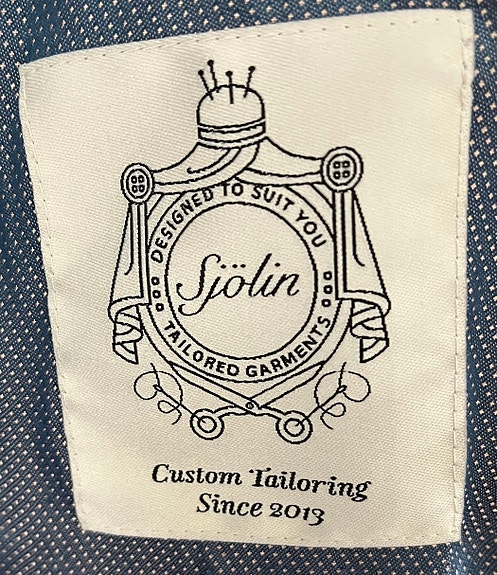 DESIGNED TO SUIT YOU
Sjölin
TAILORED GARMENTS
Custom Tailoring
Since 2013